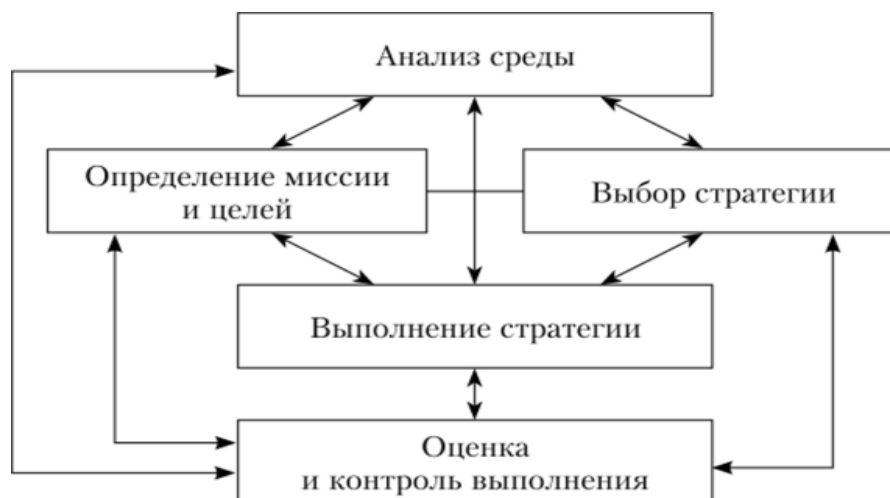 Анализ среды
Определение миссии
и целей
Выбор стратегии
Выполнение стратегии
Оценка
и контроль выполнения